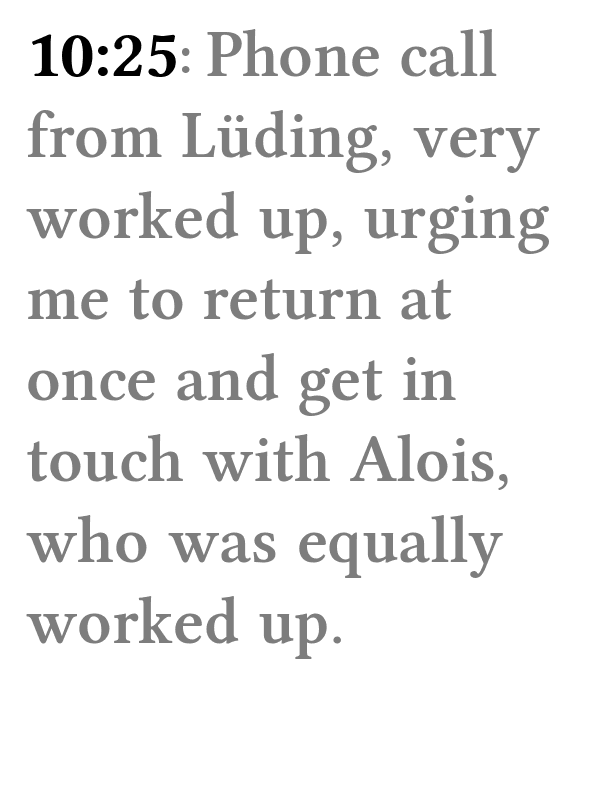 10:25: Phone call
from Lüding, very
worked up, urging
me to return at
once and get in
touch with Alois,
who was equally
worked up.